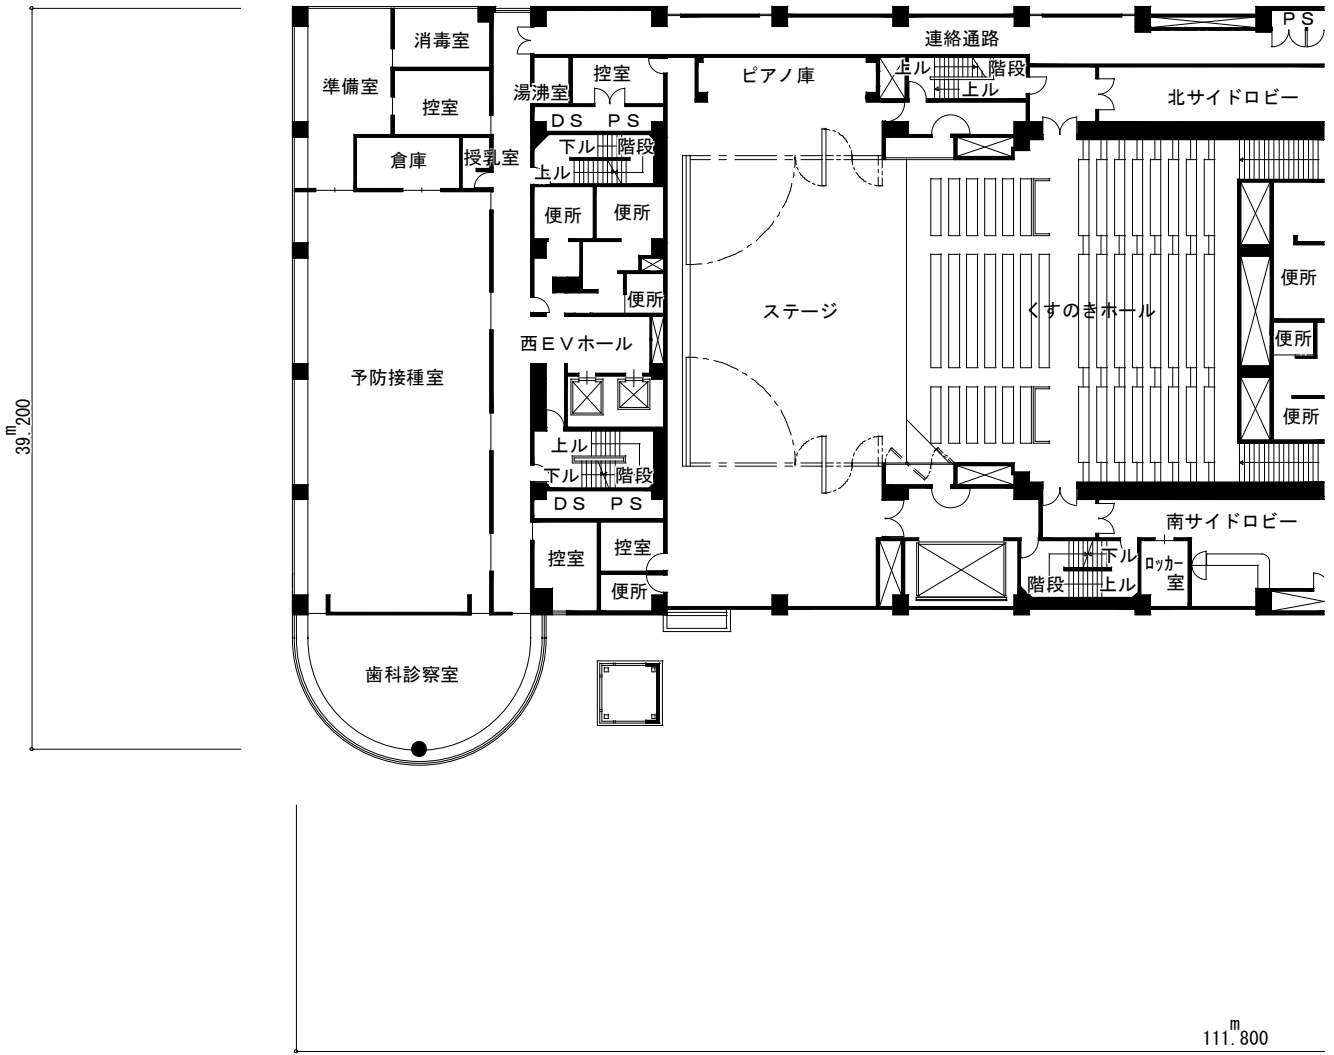 PS
消毒室
連絡通路
準備室
控室
湯沸室
控室
ピアノ庫
上ル
階段
上ル
北サイドロビー
DS PS
授乳室
倉庫
下ル
階段
上ル
便所
便所
便所
便所
ステージ
くすのきホール
西EVホール
便所
予防接種室
39.200m
便所
上ル
下ル
階段
DS PS
南サイドロビー
控室
控室
便所
下ル
階段
上ル
ロッカー
室
歯科診察室
111.800m